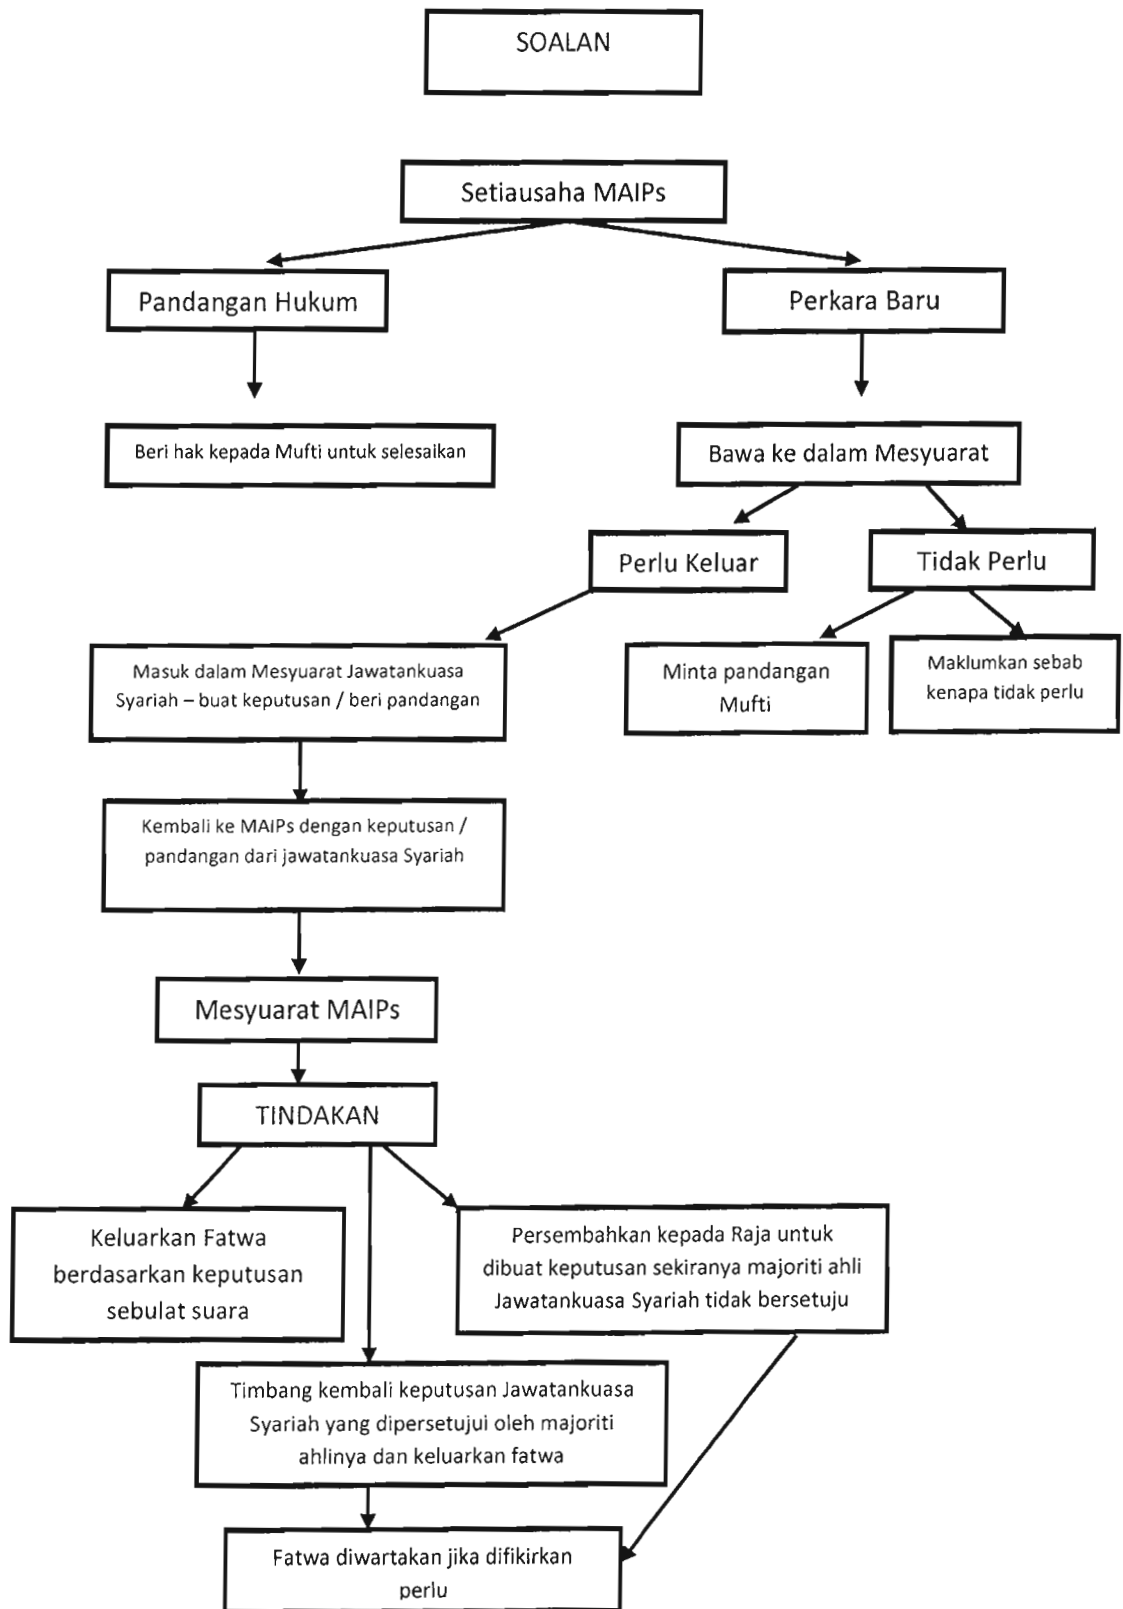 SOALAN
Setiausaha MAIPs
Pandangan Hukum
Perkara Baru
Beri hak kepada Mufti untuk selesaikan
Bawa ke dalam Mesyuarat
Perlu Keluar
Tidak Perlu
Masuk dalam Mesyuarat Jawatankuasa
Syariah – buat keputusan / beri pandangan
Minta pandangan
Mufti
Maklumkan sebab
kenapa tidak perlu
Kembali ke MAIPs dengan keputusan /
pandangan dari jawatankuasa Syariah
Mesyuarat MAIPs
TINDAKAN
Keluarkan Fatwa
berdasarkan keputusan
sebulat suara
Persembahkan kepada Raja untuk
dibuat keputusan sekiranya majoriti ahli
Jawatankuasa Syariah tidak bersetuju
Timbang kembali keputusan Jawatankuasa
Syariah yang dipersetujui oleh majoriti
ahlinya dan keluarkan fatwa
Fatwa diwartakan jika difikirkan
perlu